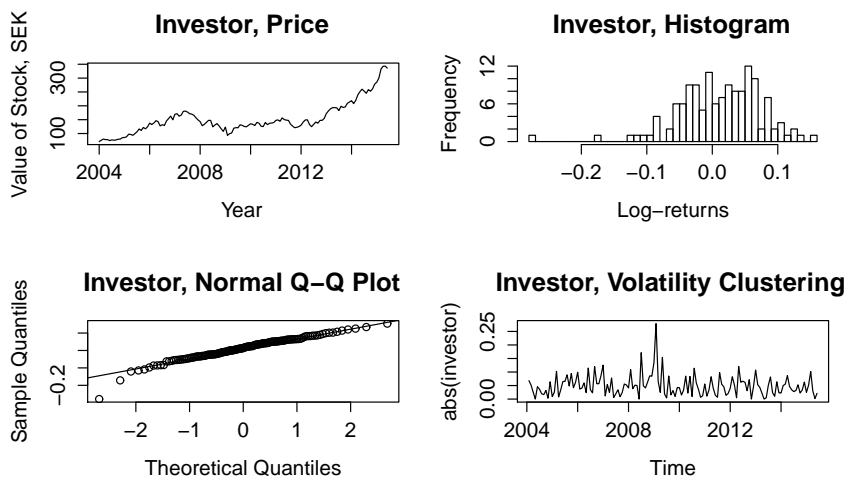 Investor, Price
Value of Stock, SEK
300
100
2004
2008
2012
Year
Investor, Histogram
Frequency
12
6
0
−0.2
−0.1
0.0
0.1
Log−returns
Investor, Normal Q−Q Plot
Sample Quantiles
−0.2
−2
−1
0
1
2
Theoretical Quantiles
Investor, Volatility Clustering
abs(investor)
0.25
0.00
2004
2008
2012
Time